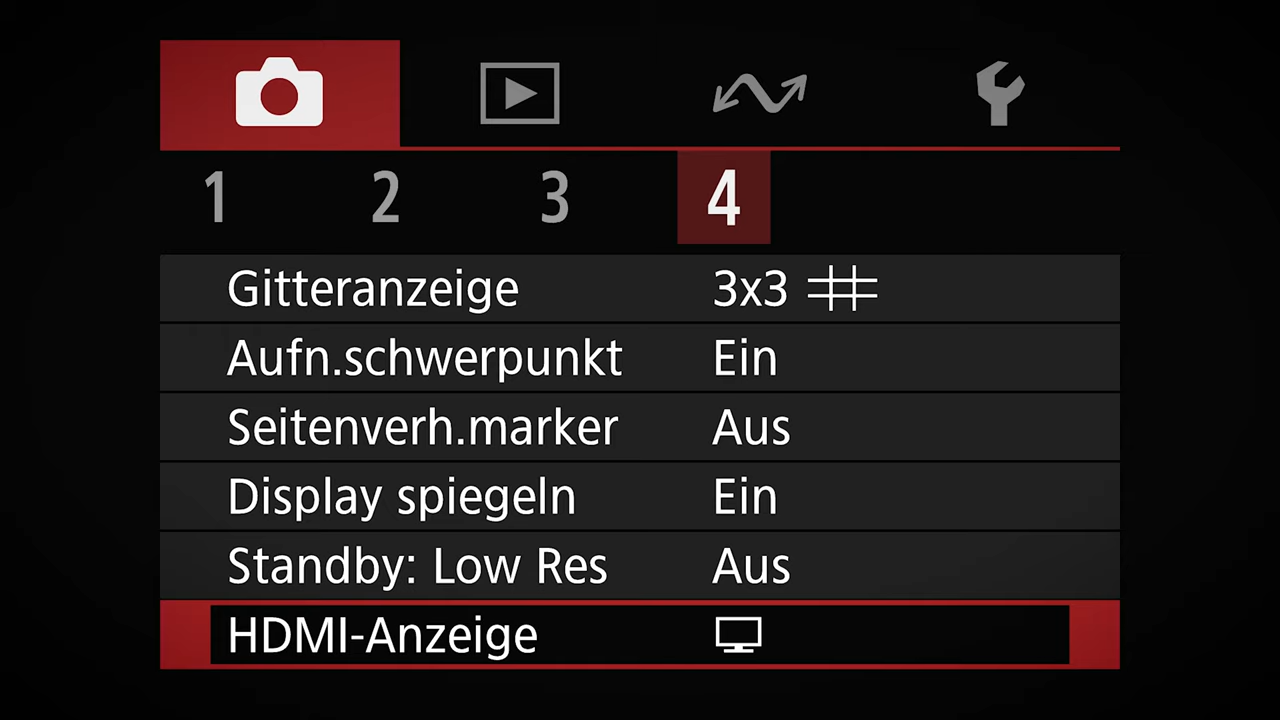 1 2 3 4
Gitteranzeige 3x3
Aufn.schwerpunkt Ein
Seitenverh.marker Aus
Display spiegeln Ein
Standby: Low Res Aus
HDMI-Anzeige